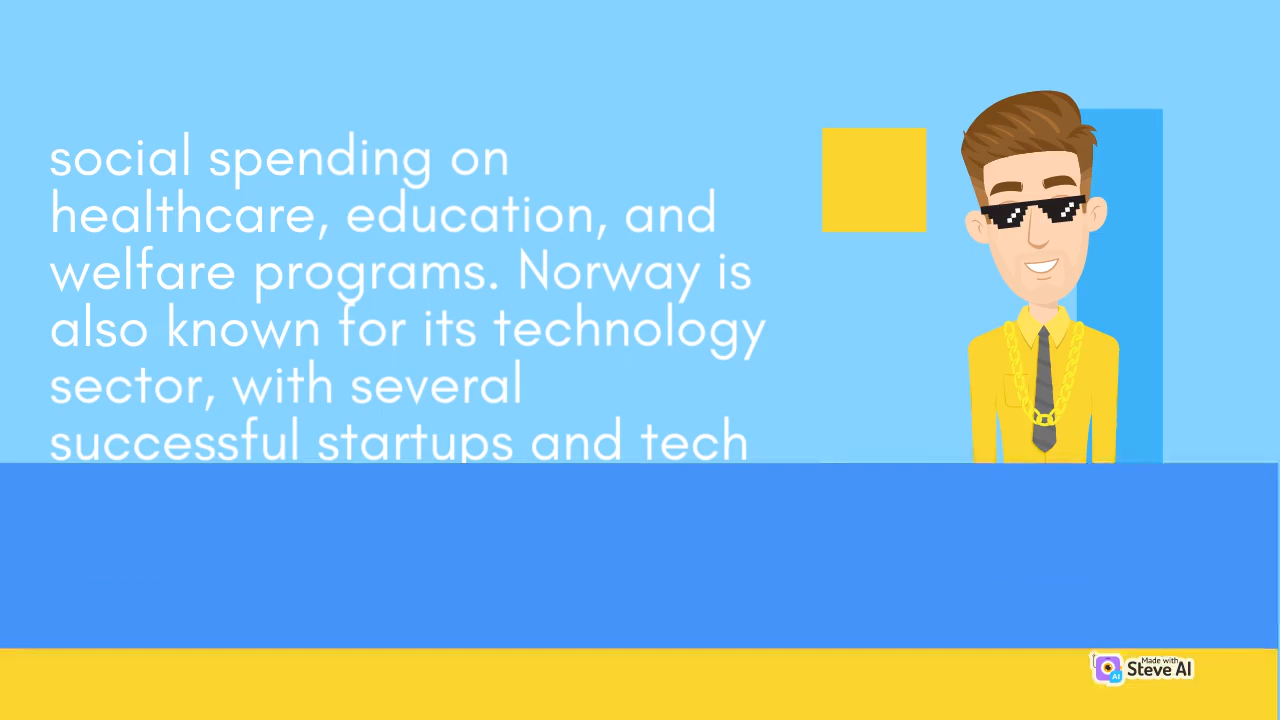 social spending on
healthcare, education, and
welfare programs. Norway is
also known for its technology
sector, with several
successful startups and tech
Made with
Steve AI
AI